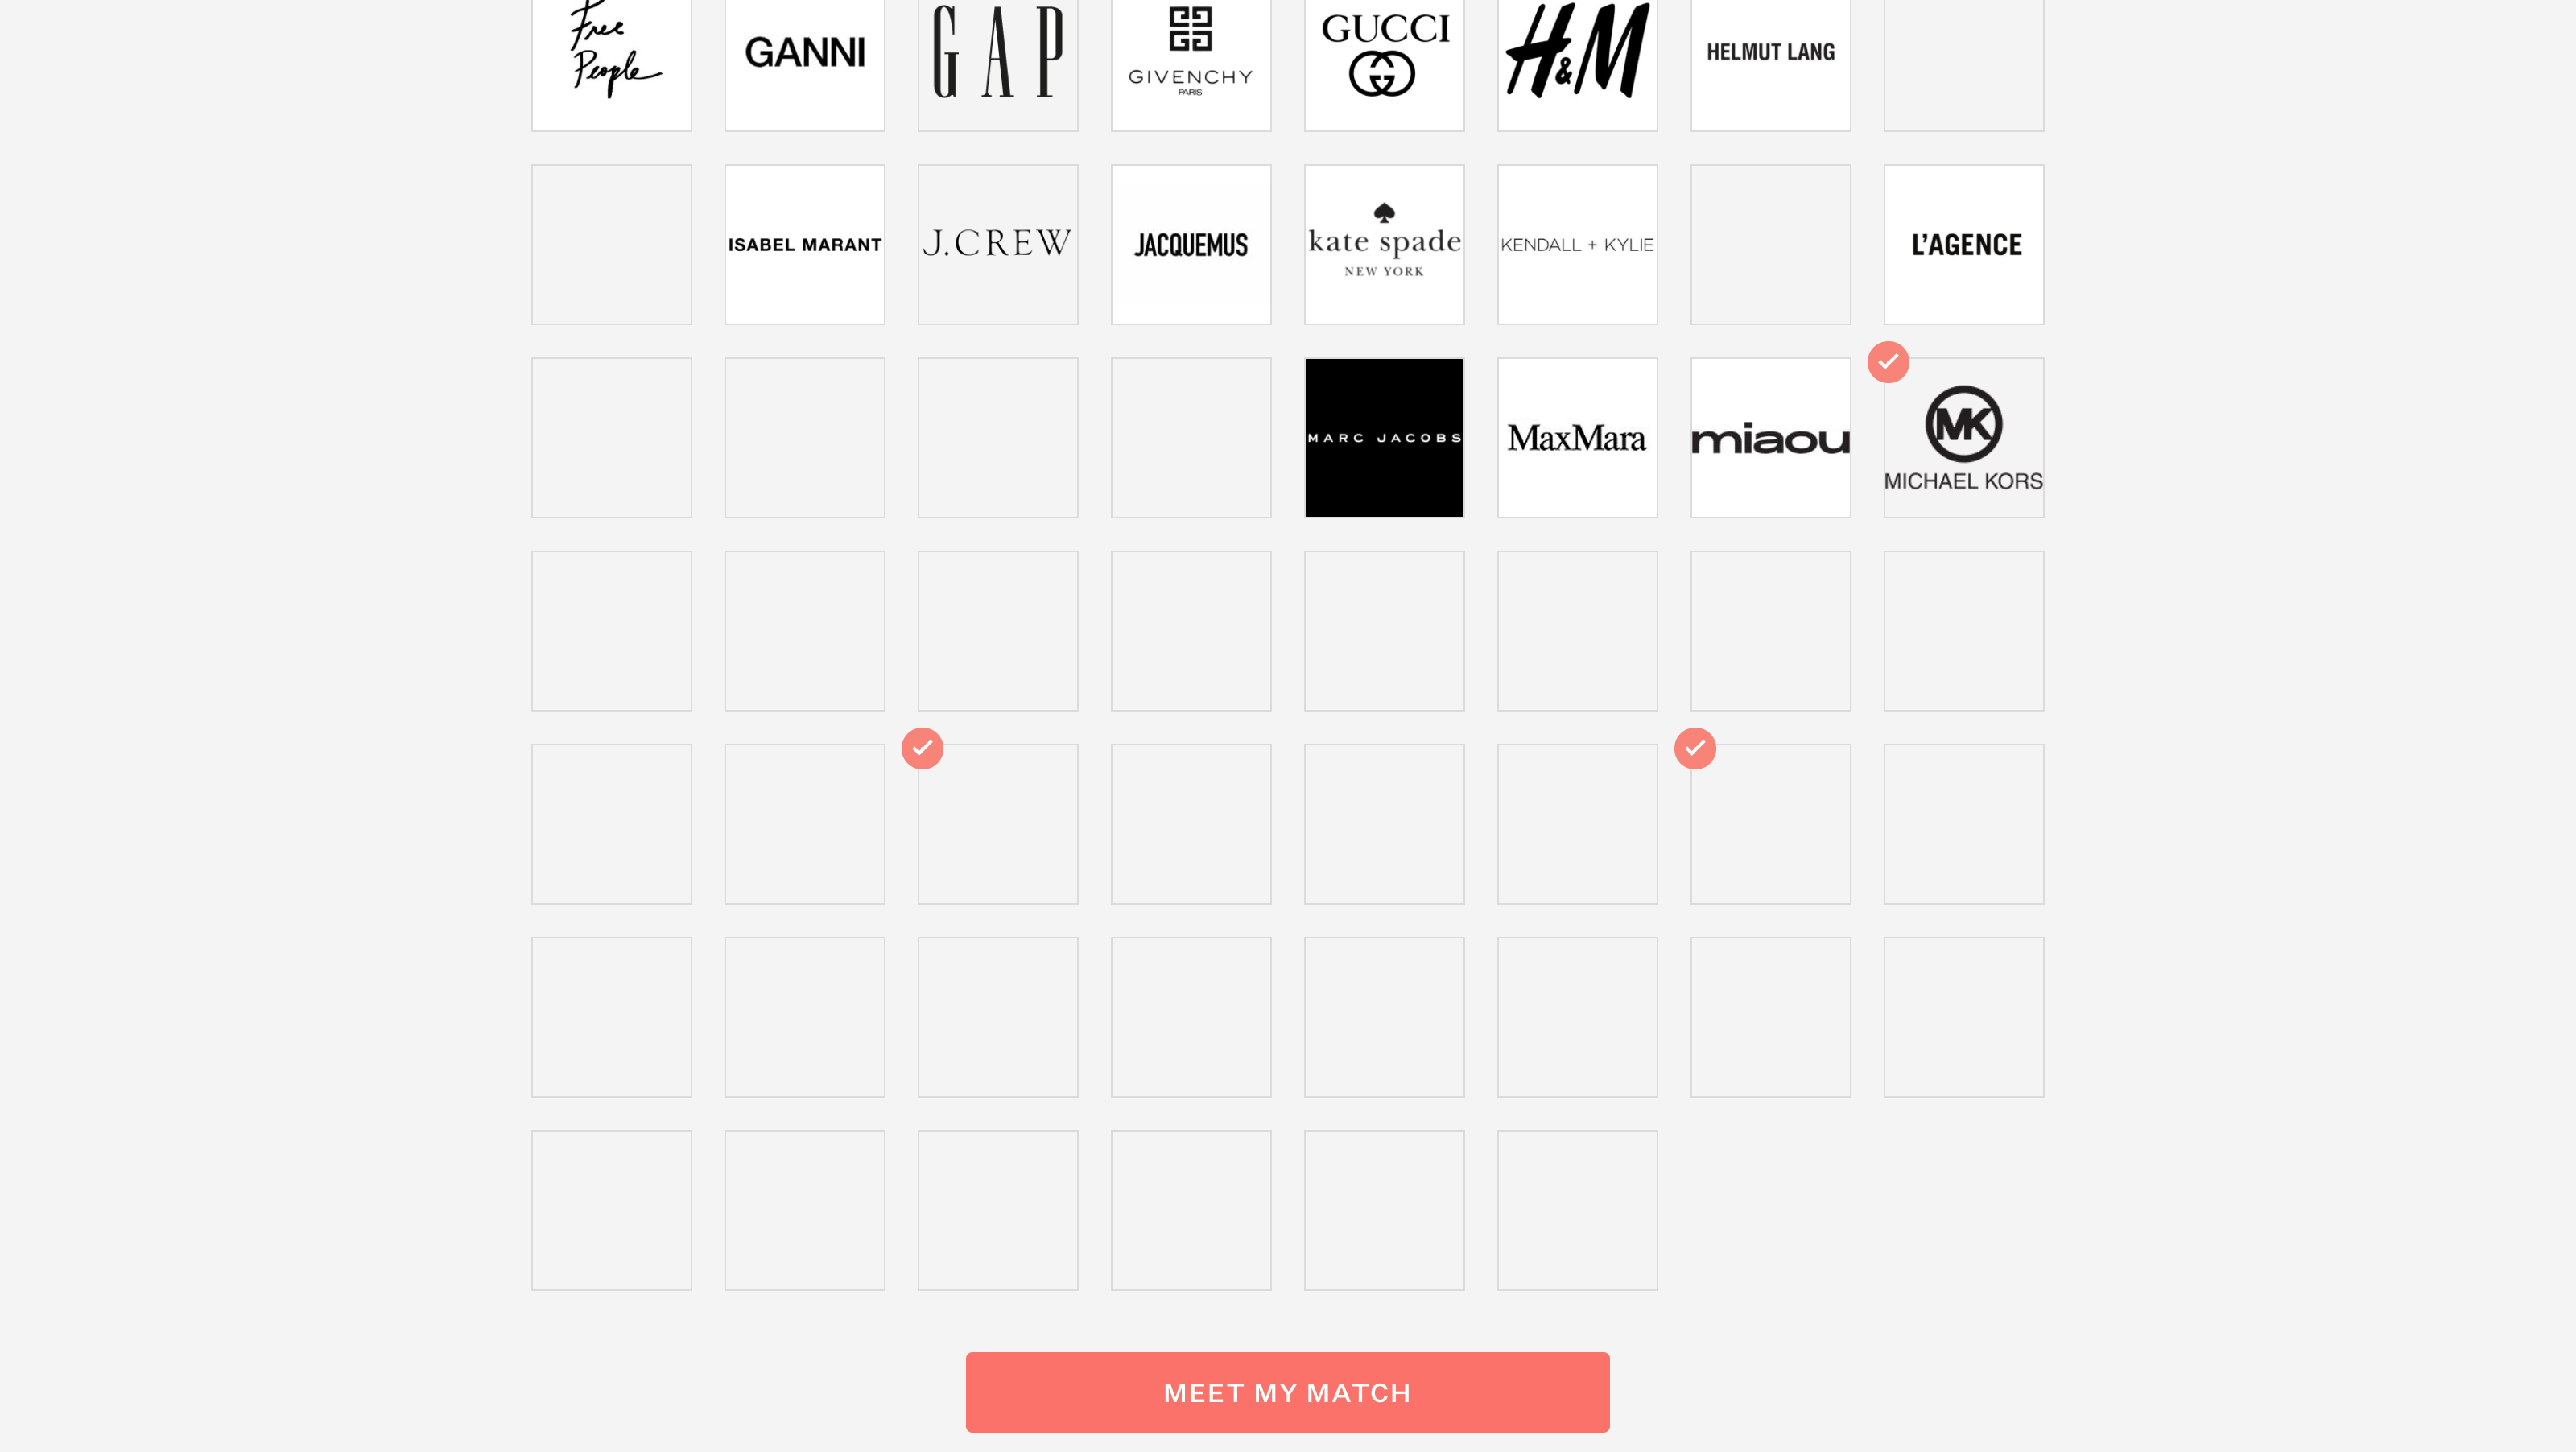 Free
People
GANNI
GAP
GIVENCHY
PARIS
GUCCI
H&M
HELMUT LANG
ISABEL MARANT
J.CREW
JACQUEMUS
kate spade
NEW YORK
KENDALL + KYLIE
L'AGENCE
MARC JACOBS
MaxMara
miaou
MK
MICHAEL KORS
MEET MY MATCH